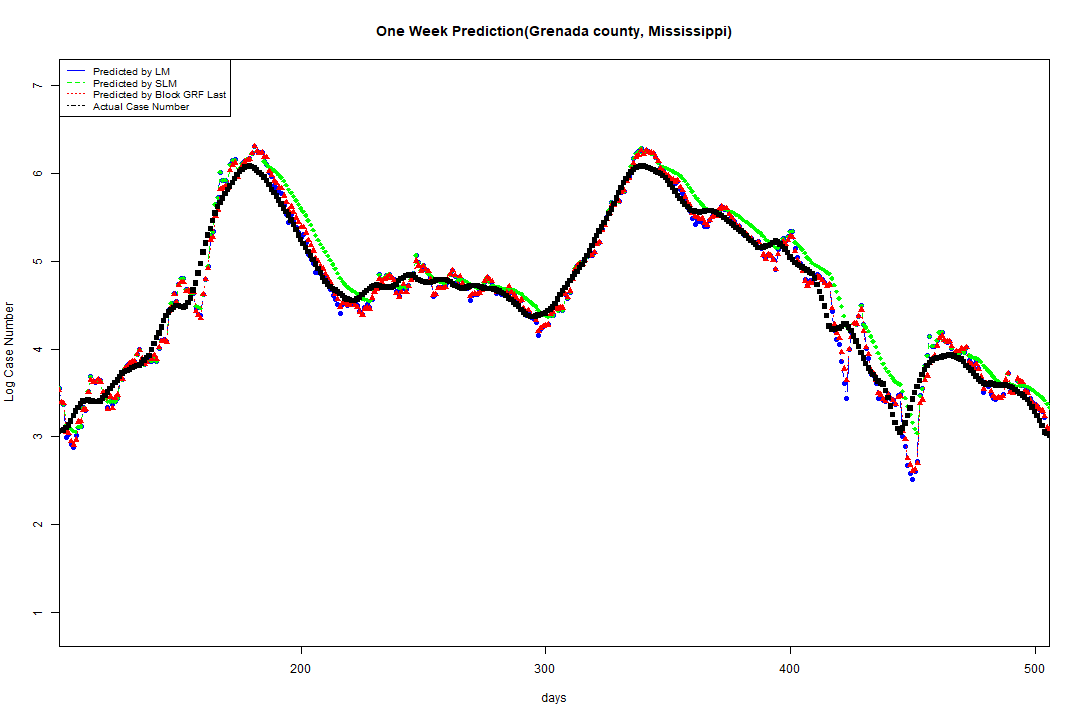 One Week Prediction(Grenada county, Mississippi)
Predicted by LM
Predicted by SLM
Predicted by Block GRF Last
Actual Case Number
Log Case Number
7
6
5
4
3
2
1
200 300 400 500
days